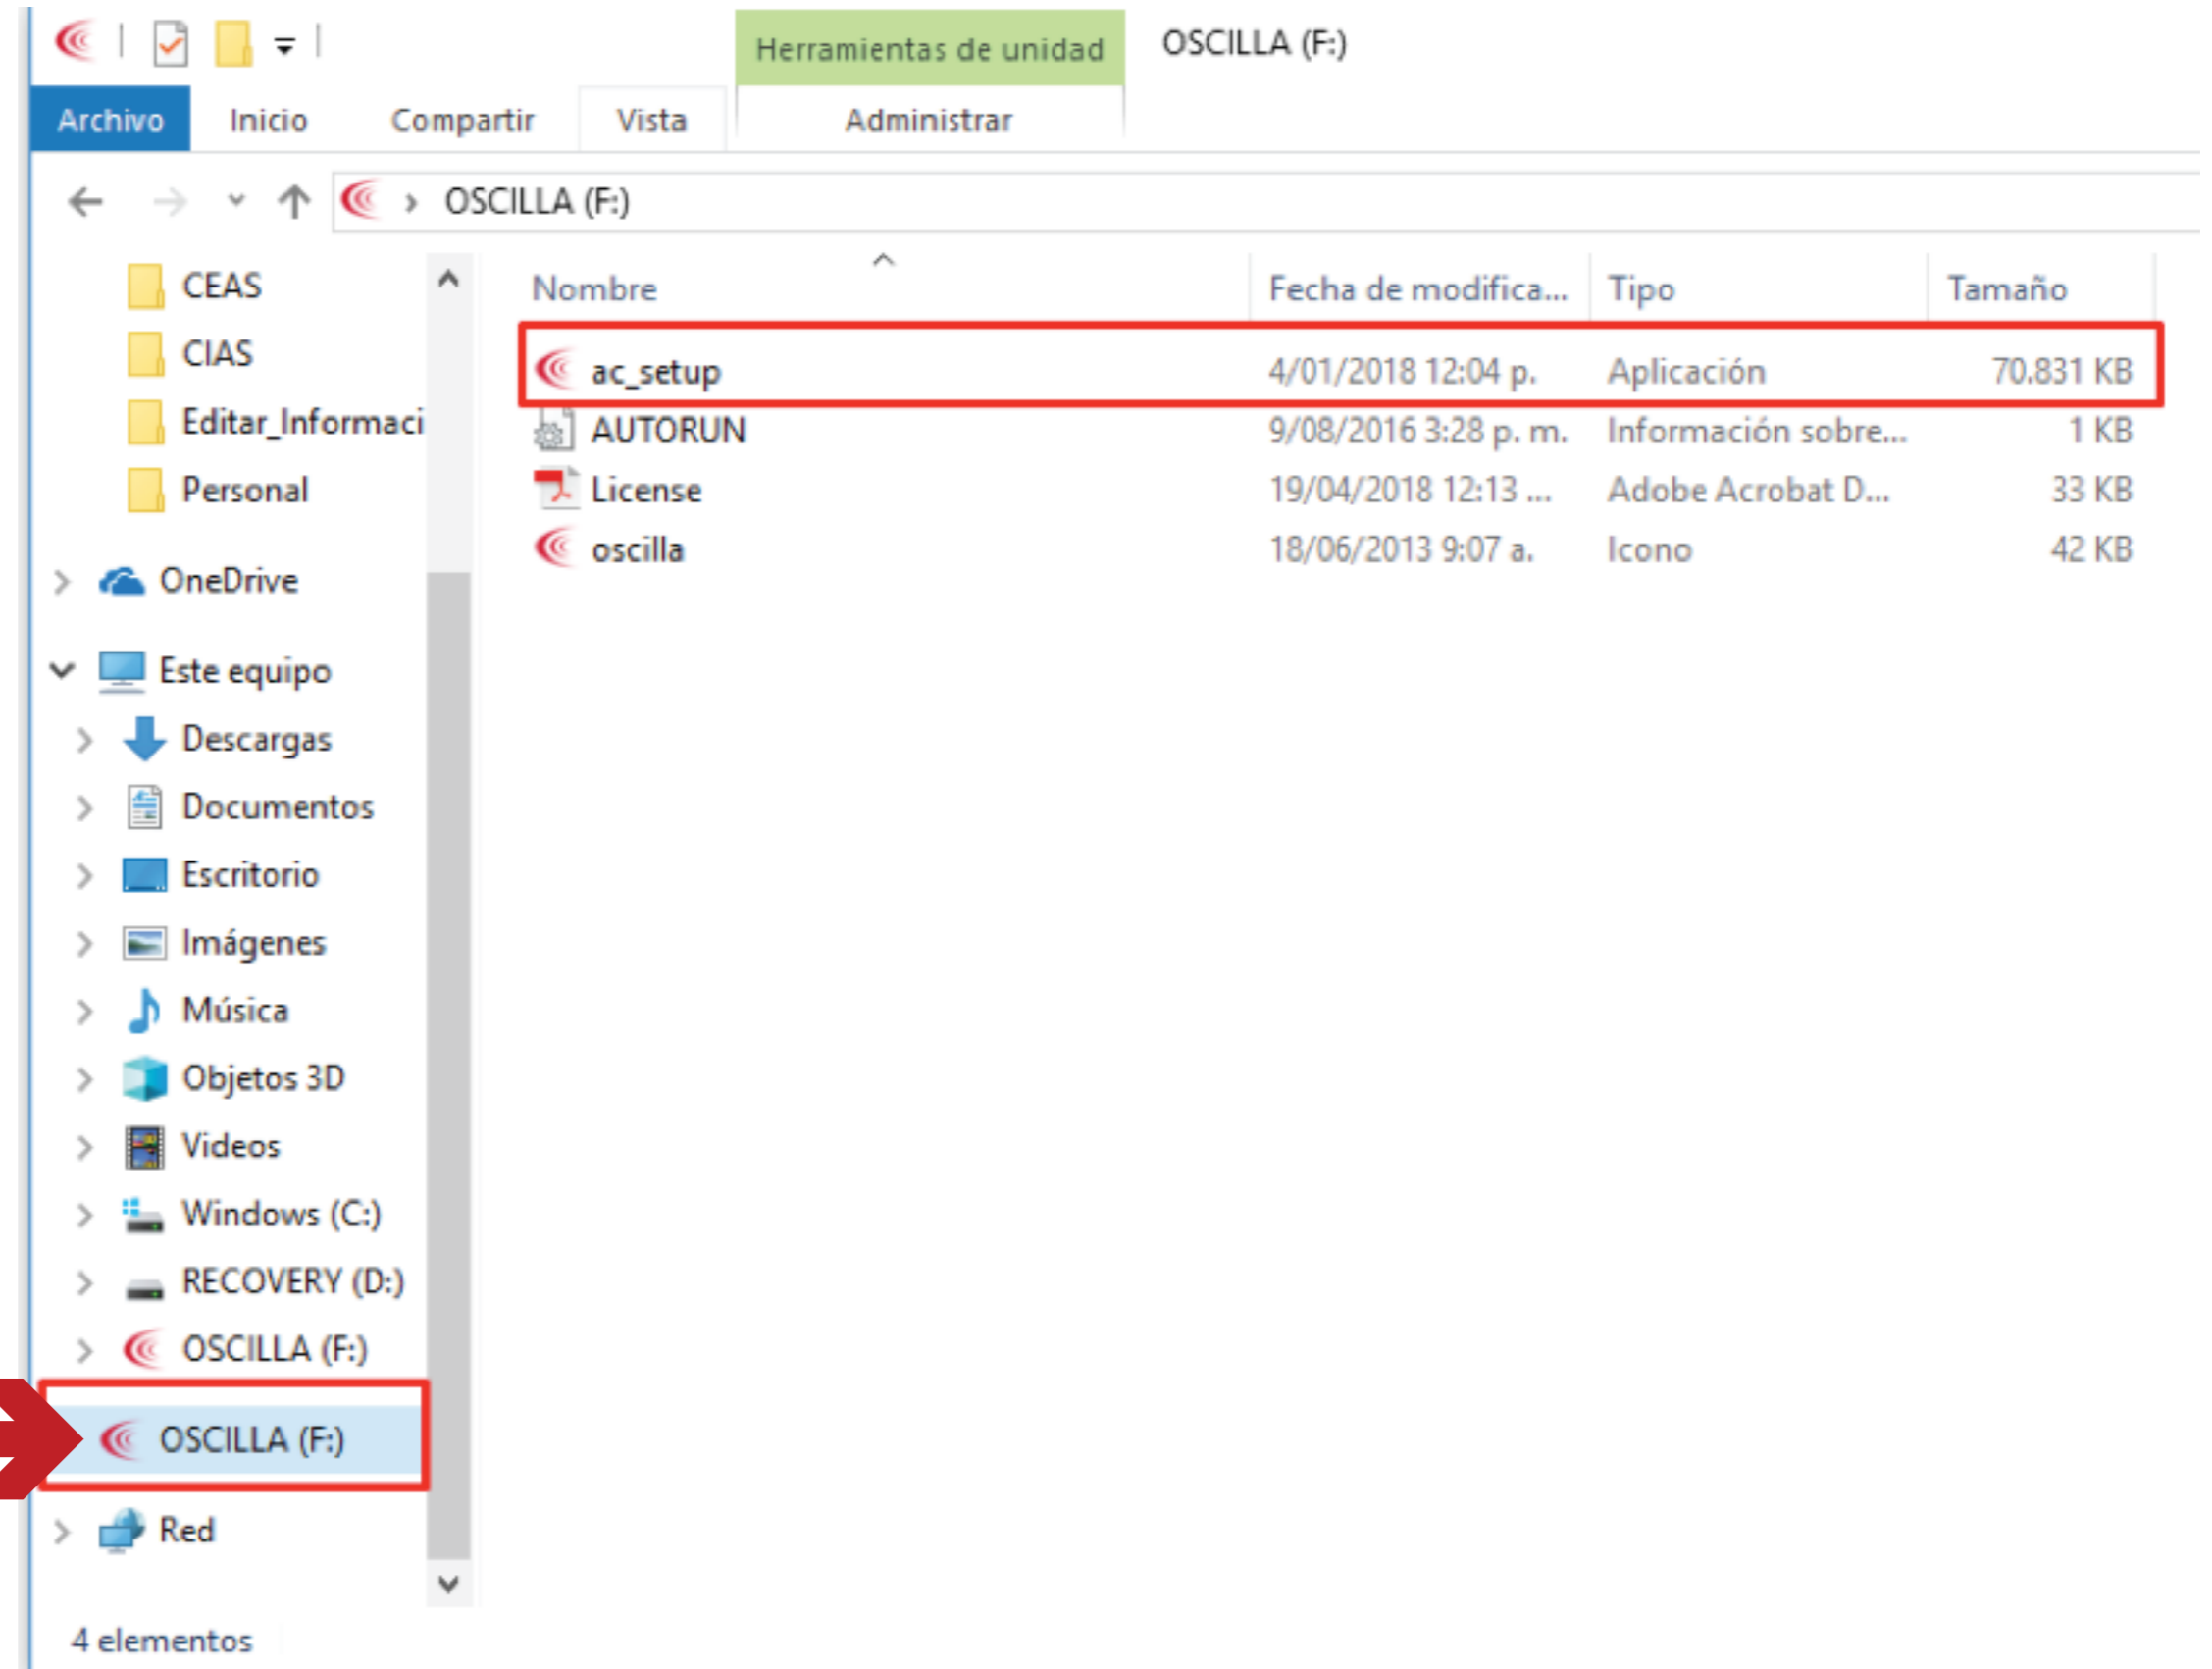 Herramientas de unidad OSCILLA (F:)
Archivo Inicio Compartir Vista Administrar
OSCILLA (F:)
Nombre Fecha de modifica... Tipo Tamaño
ac_setup 4/01/2018 12:04 p. Aplicación 70.831 KB
AUTORUN 9/08/2016 3:28 p. m. Información sobre... 1 KB
License 19/04/2018 12:13 ... Adobe Acrobat D... 33 KB
oscilla 18/06/2013 9:07 a. Icono 42 KB
CEAS
CIAS
Editar_Informaci
Personal
OneDrive
Este equipo
Descargas
Documentos
Escritorio
Imágenes
Música
Objetos 3D
Videos
Windows (C:)
RECOVERY (D:)
OSCILLA (F:)
OSCILLA (F:)
Red
4 elementos